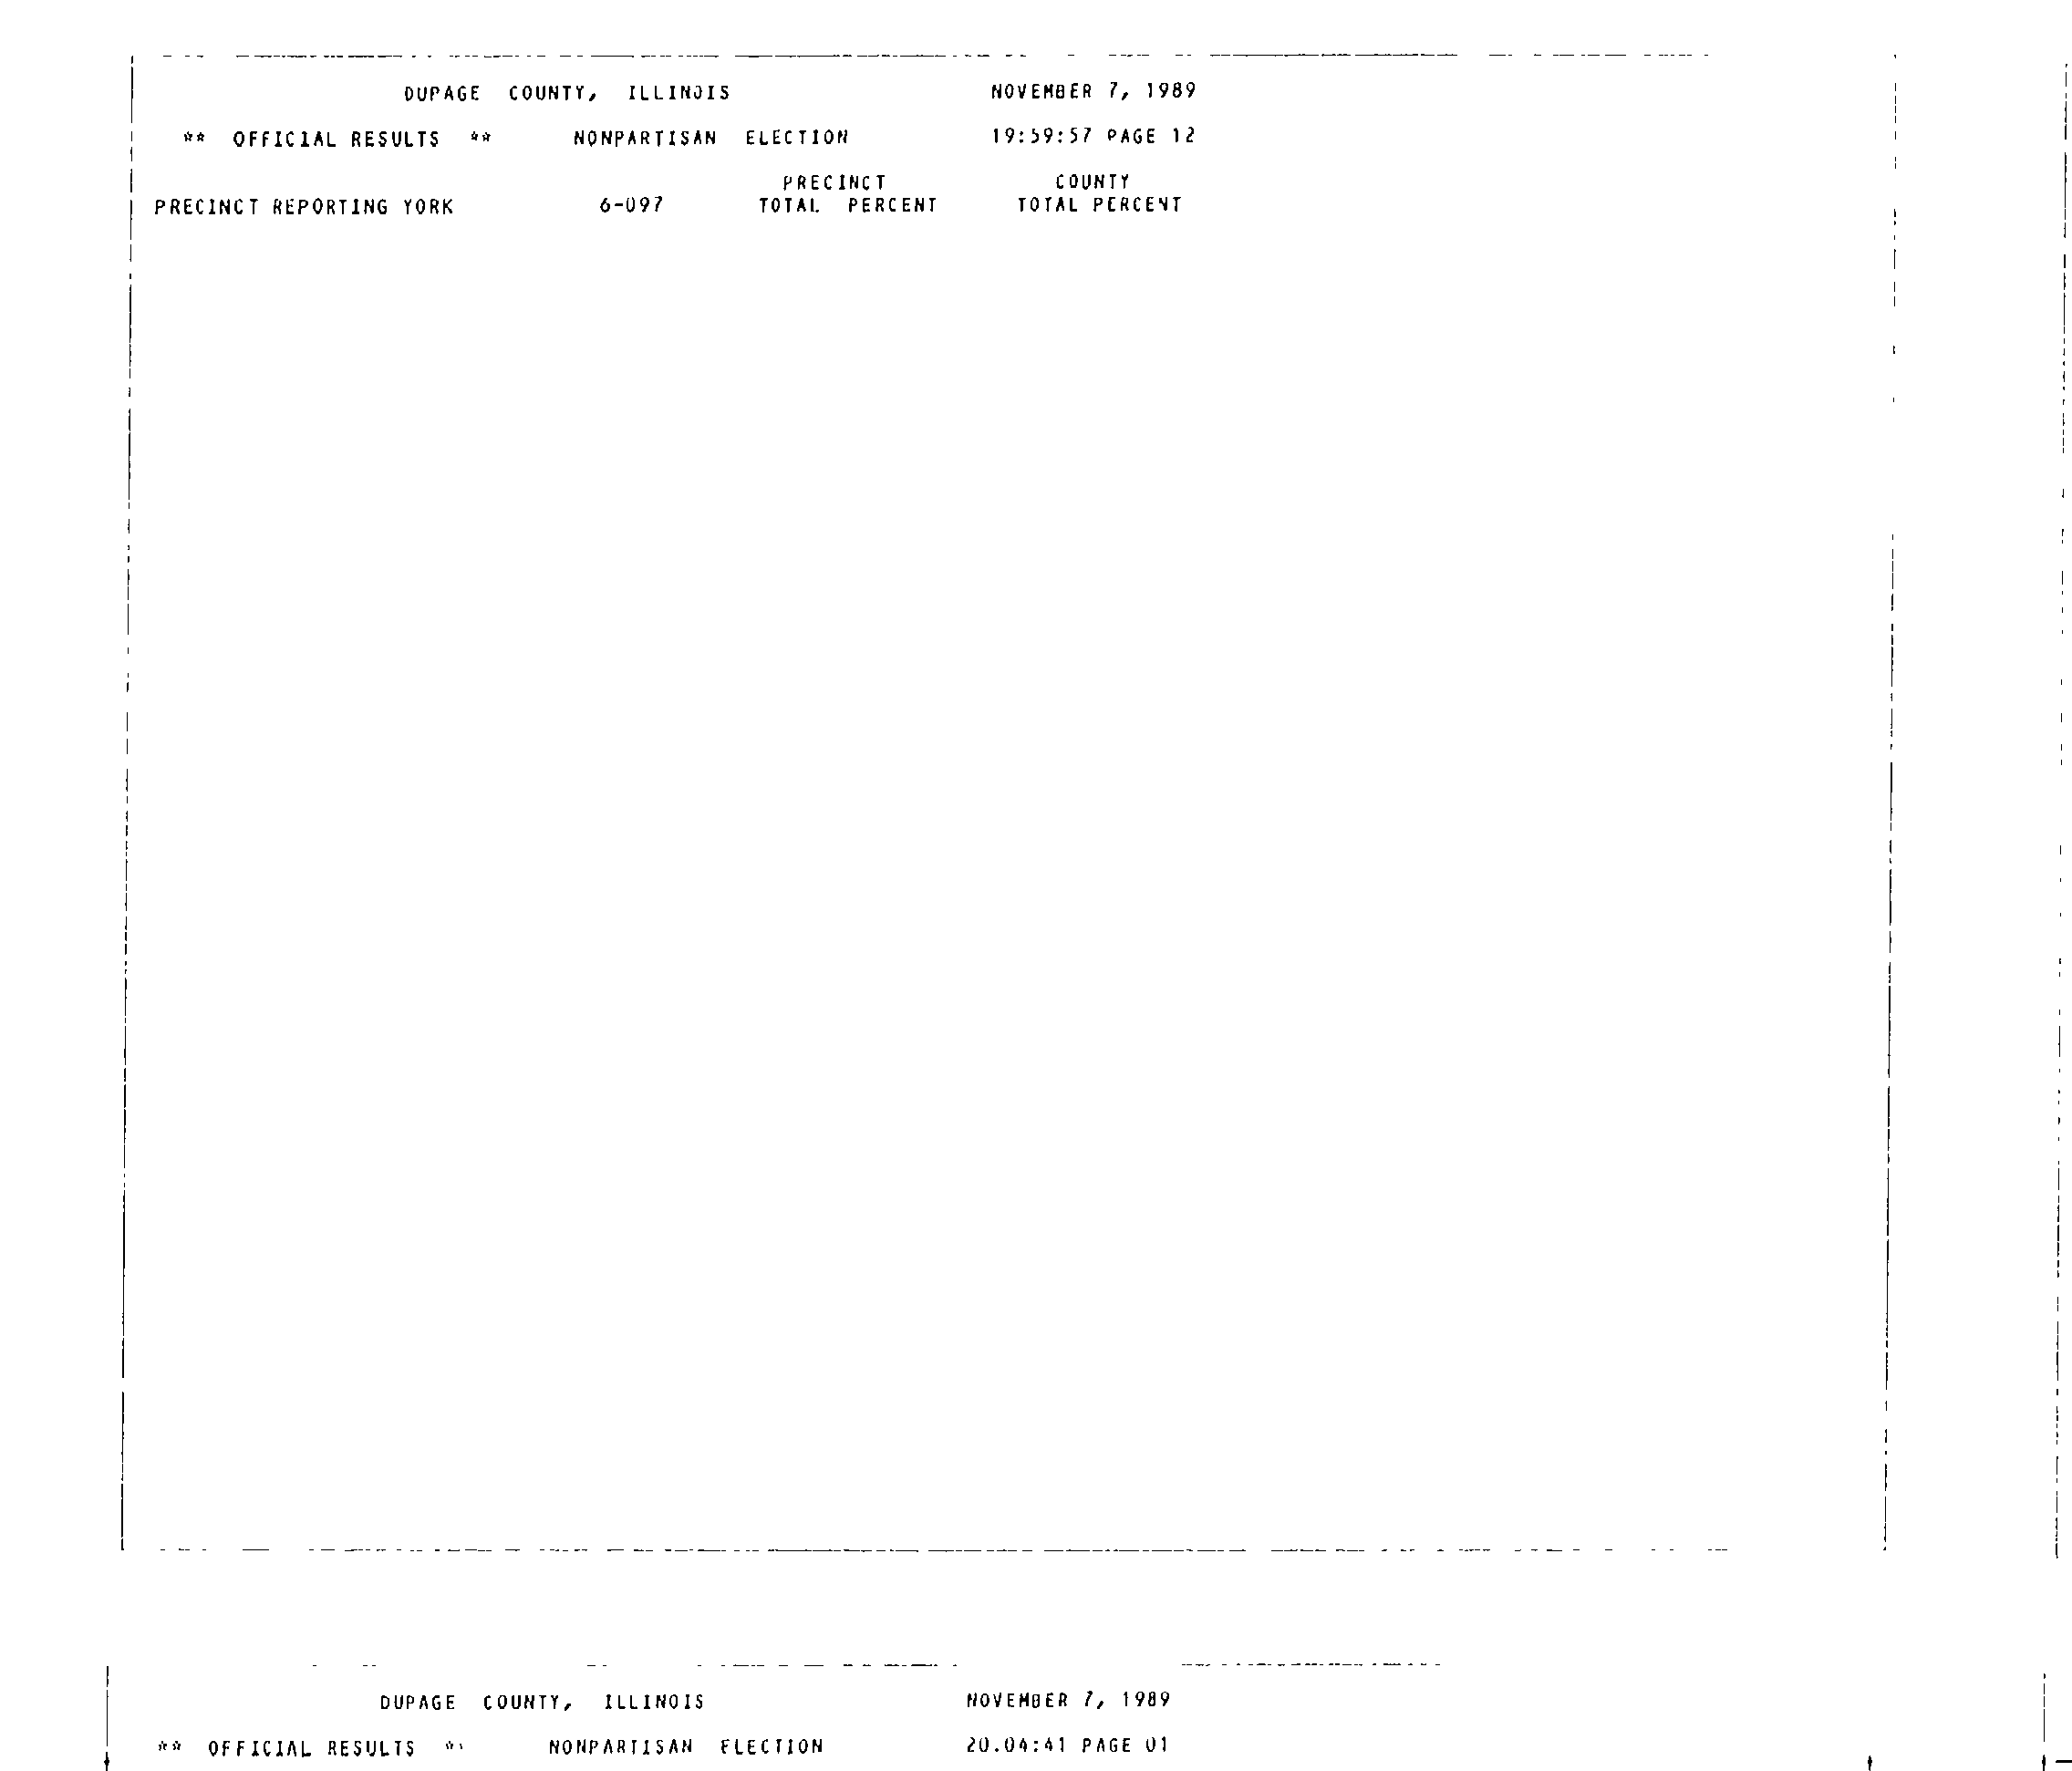 DUPAGE COUNTY, ILLINOIS NOVEMBER 7, 1989
** OFFICIAL RESULTS ** NONPARTISAN ELECTION 19:59:57 PAGE 12
PRECINCT COUNTY
PRECINCT REPORTING YORK 6-097 TOTAL PERCENT TOTAL PERCENT
DUPAGE COUNTY, ILLINOIS NOVEMBER 7, 1989
** OFFICIAL RESULTS ** NONPARTISAN ELECTION 20.04:41 PAGE 01